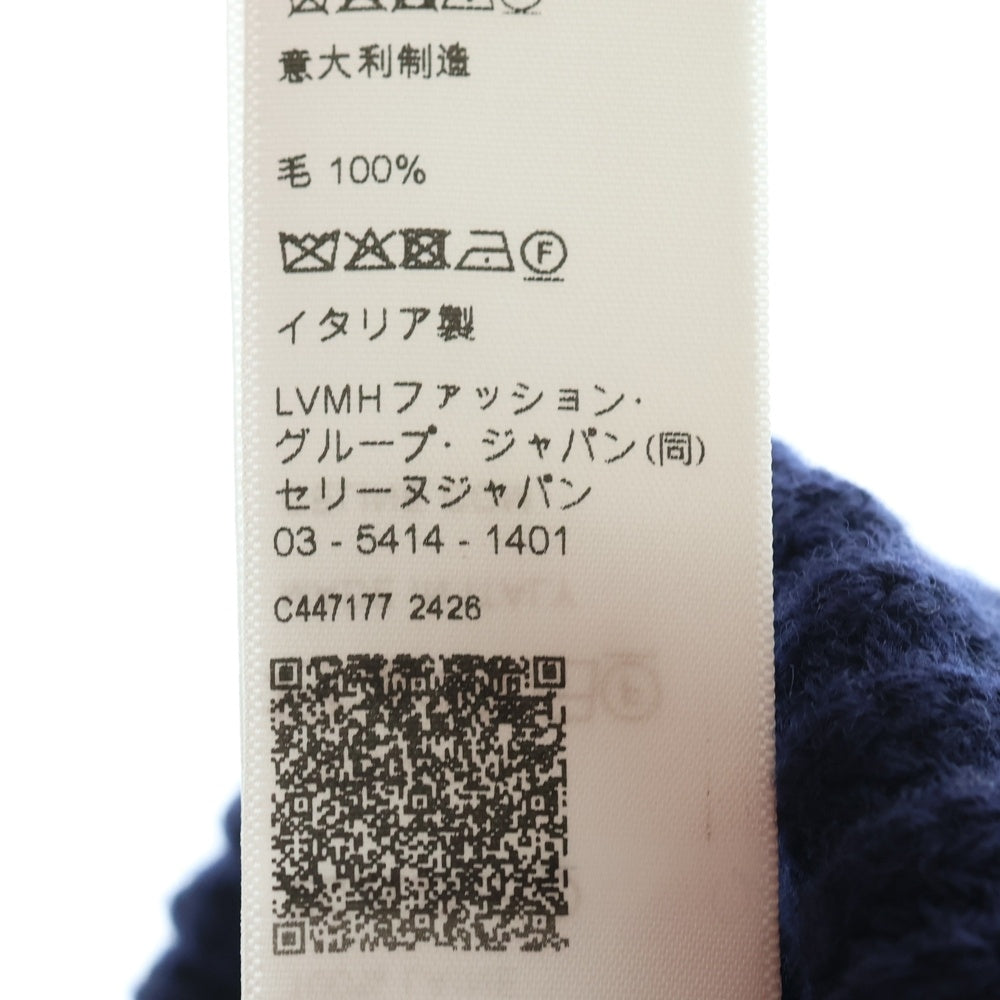 意大利制造
毛 100%
F
イタリア製
LVMHファッション・
グループ・ジャパン(同)
セリーヌジャパン
03 - 5414 - 1401
C447177 2426